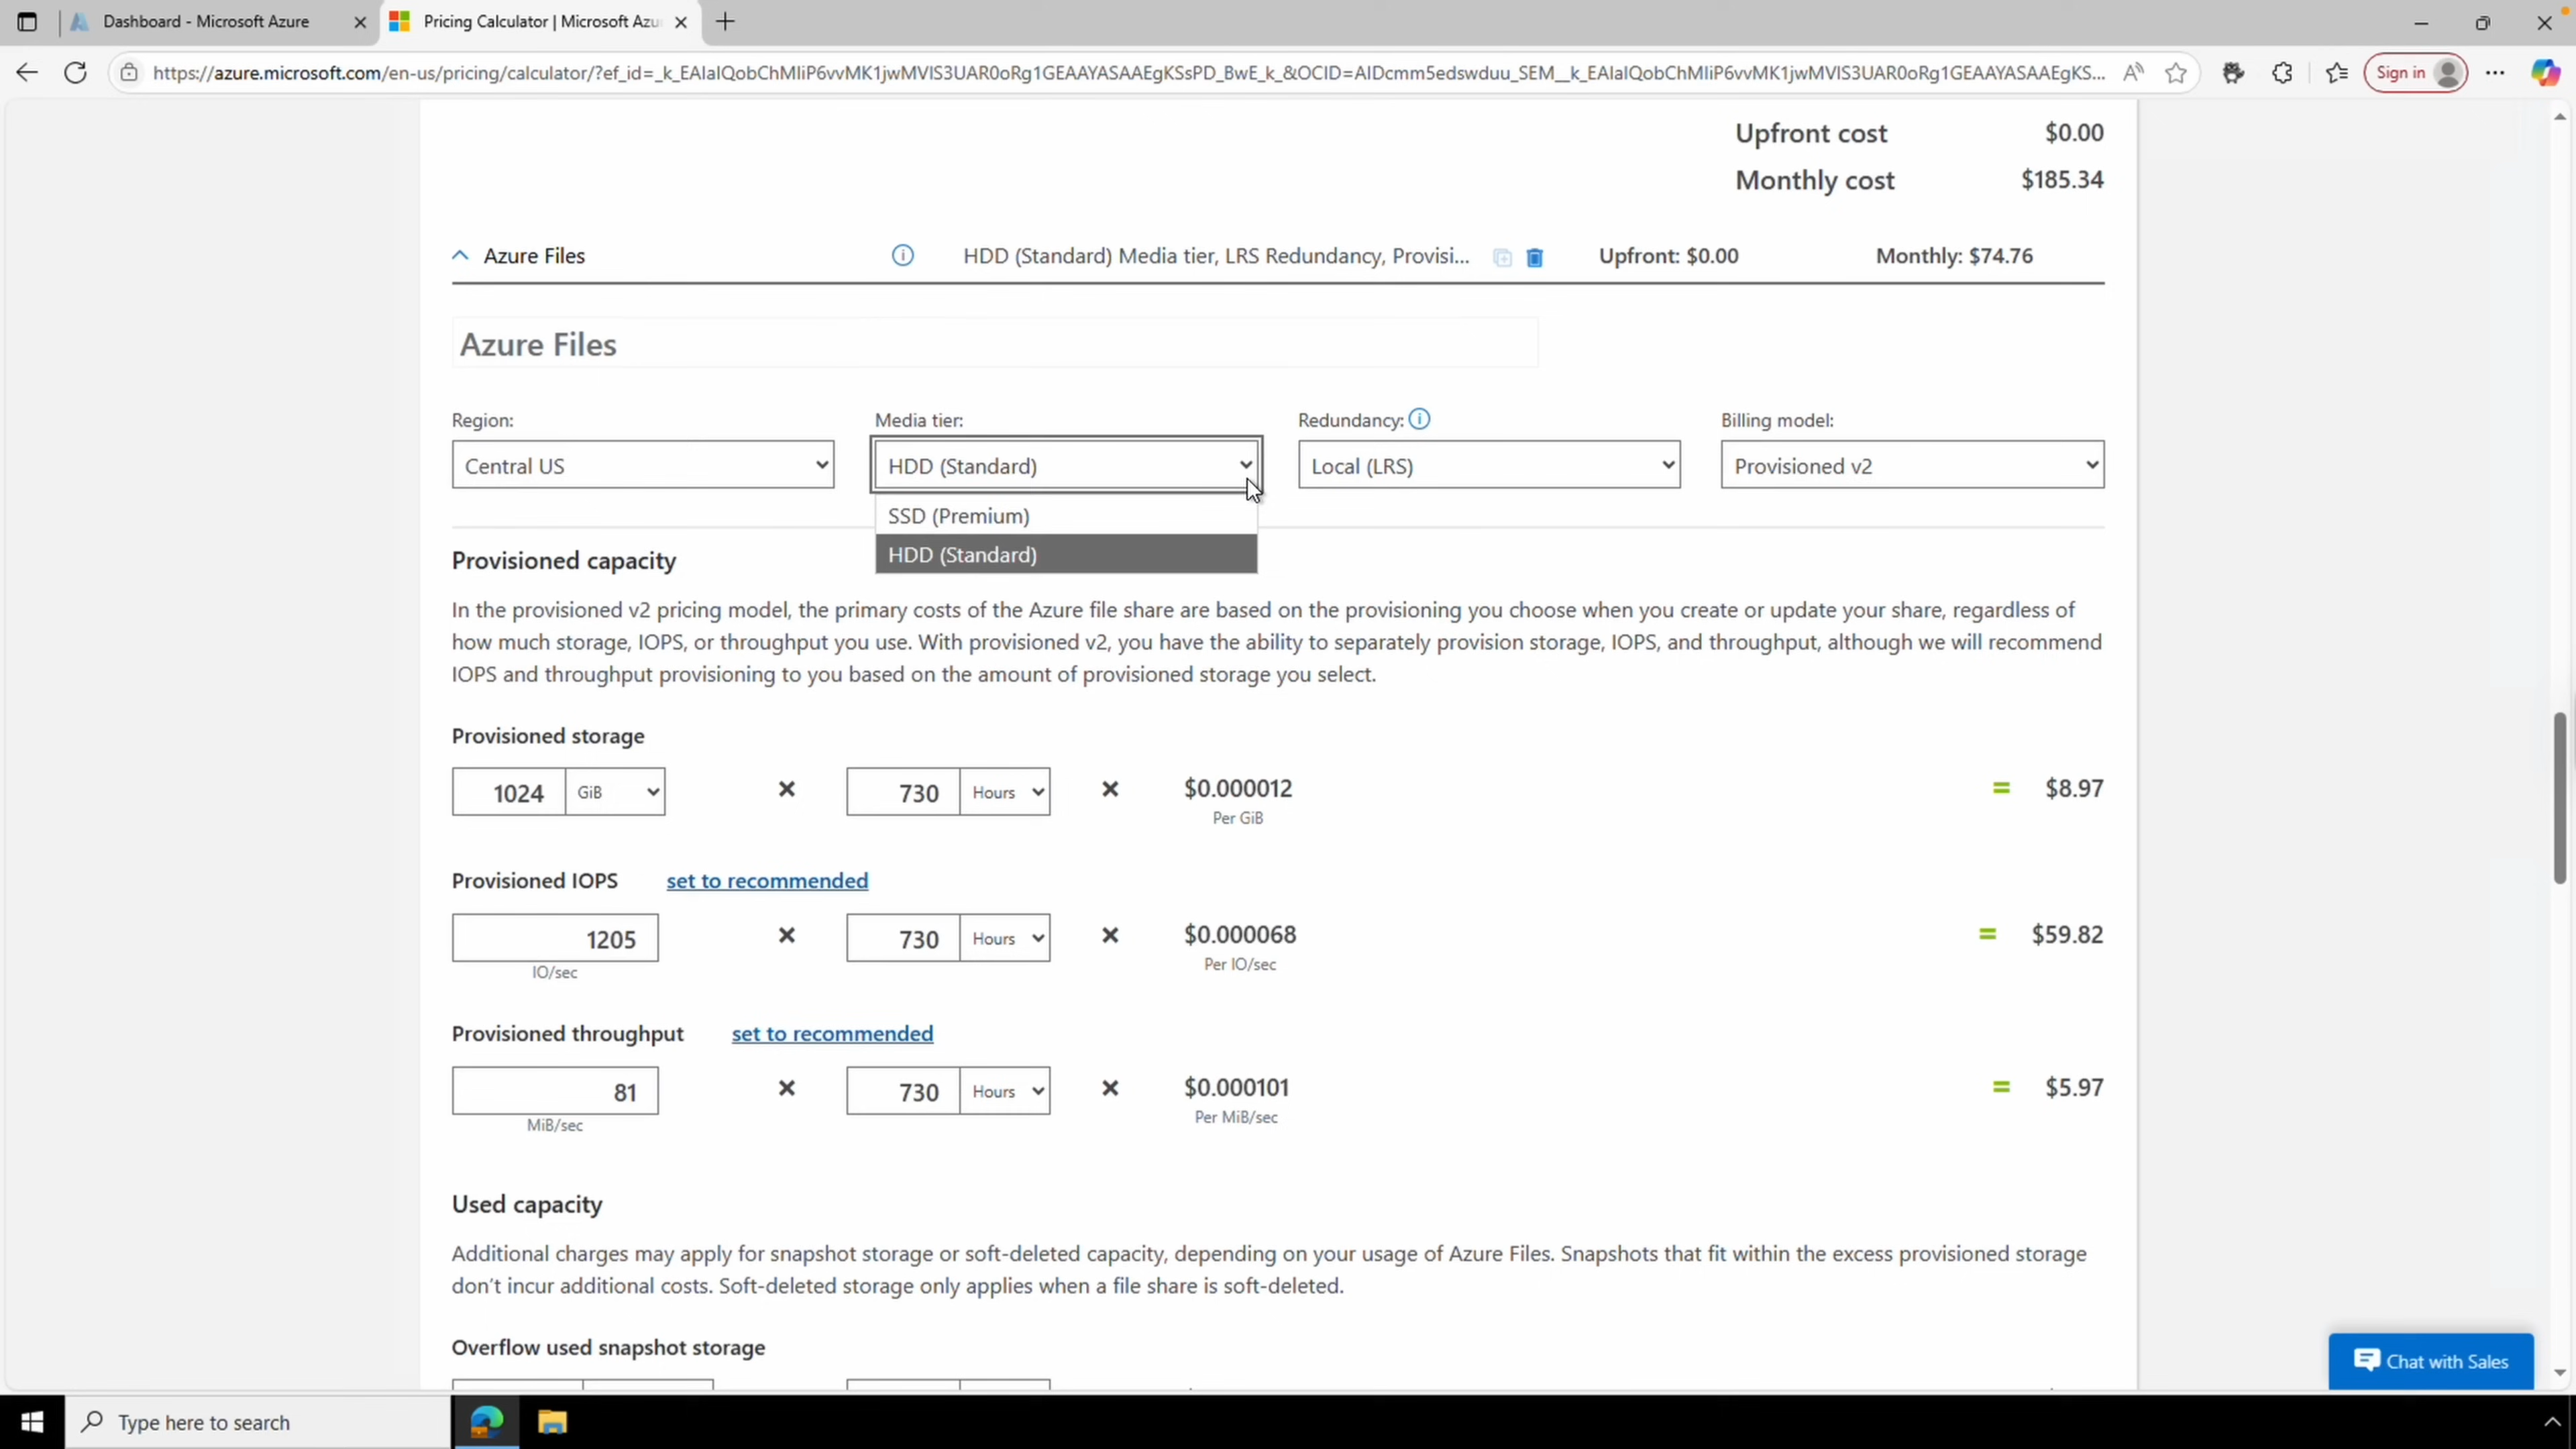 Dashboard - Microsoft Azure
Pricing Calculator | Microsoft Azu
https://azure.microsoft.com/en-us/pricing/calculator/?ef_id=_k_EAIaIQobChMIiP6vvMK1jwMVIS3UAR0oRg1GEAAYASAAEgKSsPD_BwE_k_&OCID=AIDcmm5edswduu_SEM__k_EAIaIQobChMIiP6vvMK1jwMVIS3UAR0oRg1GEAAYASAAEgKS...
Sign in
Upfront cost $0.00
Monthly cost $185.34
Azure Files HDD (Standard) Media tier, LRS Redundancy, Provisi... Upfront: $0.00 Monthly: $74.76
Azure Files
Region: Media tier: Redundancy: Billing model:
Central US HDD (Standard) Local (LRS) Provisioned v2
SSD (Premium)
HDD (Standard)
Provisioned capacity
In the provisioned v2 pricing model, the primary costs of the Azure file share are based on the provisioning you choose when you create or update your share, regardless of
how much storage, IOPS, or throughput you use. With provisioned v2, you have the ability to separately provision storage, IOPS, and throughput, although we will recommend
IOPS and throughput provisioning to you based on the amount of provisioned storage you select.
Provisioned storage
1024 GiB × 730 Hours × $0.000012 = $8.97
Per GiB
Provisioned IOPS set to recommended
1205 × 730 Hours × $0.000068 = $59.82
IO/sec Per IO/sec
Provisioned throughput set to recommended
81 × 730 Hours × $0.000101 = $5.97
MiB/sec Per MiB/sec
Used capacity
Additional charges may apply for snapshot storage or soft-deleted capacity, depending on your usage of Azure Files. Snapshots that fit within the excess provisioned storage
don't incur additional costs. Soft-deleted storage only applies when a file share is soft-deleted.
Overflow used snapshot storage
Chat with Sales
Type here to search